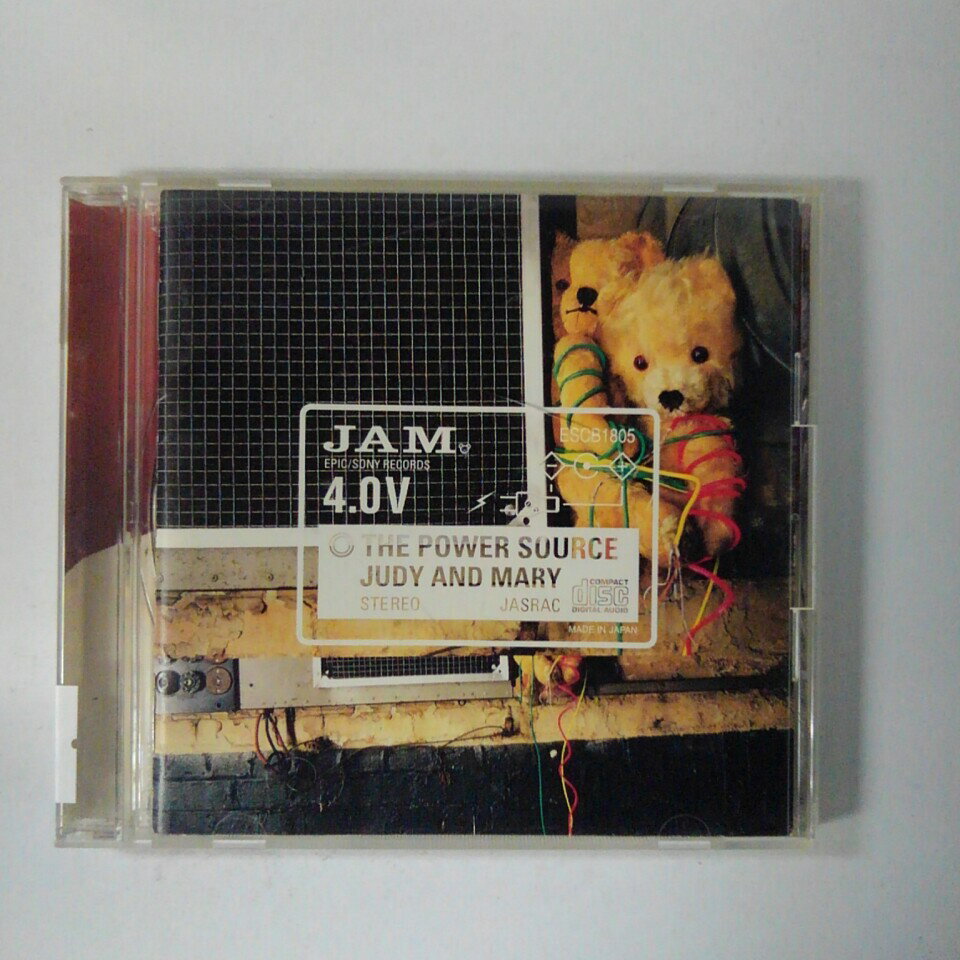 JAM
ESCB1805
EPIC/SONY RECORDS
4.0V
THE POWER SOURCE
JUDY AND MARY
STEREO JASRAC
COMPACT
disc
DIGITAL AUDIO
MADE IN JAPAN